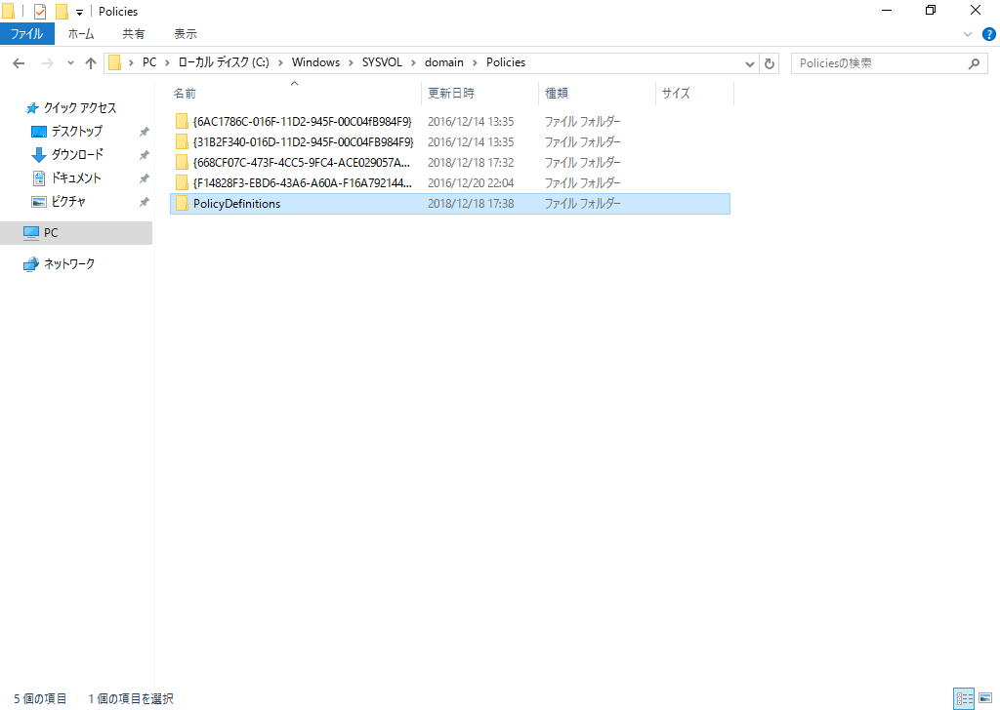 Policies
ファイル ホーム 共有 表示
PC ローカル ディスク (C:) Windows SYSVOL domain Policies Policiesの検索
名前 更新日時 種類 サイズ
クイック アクセス
デスクトップ
ダウンロード
ドキュメント
ピクチャ
PC
ネットワーク
{6AC1786C-016F-11D2-945F-00C04fB984F9} 2016/12/14 13:35 ファイル フォルダー
{31B2F340-016D-11D2-945F-00C04FB984F9} 2016/12/14 13:35 ファイル フォルダー
{668CF07C-473F-4CC5-9FC4-ACE029057A... 2018/12/18 17:32 ファイル フォルダー
{F14828F3-EBD6-43A6-A60A-F16A792144... 2016/12/20 22:04 ファイル フォルダー
PolicyDefinitions 2018/12/18 17:38 ファイル フォルダー
5 個の項目 1 個の項目を選択